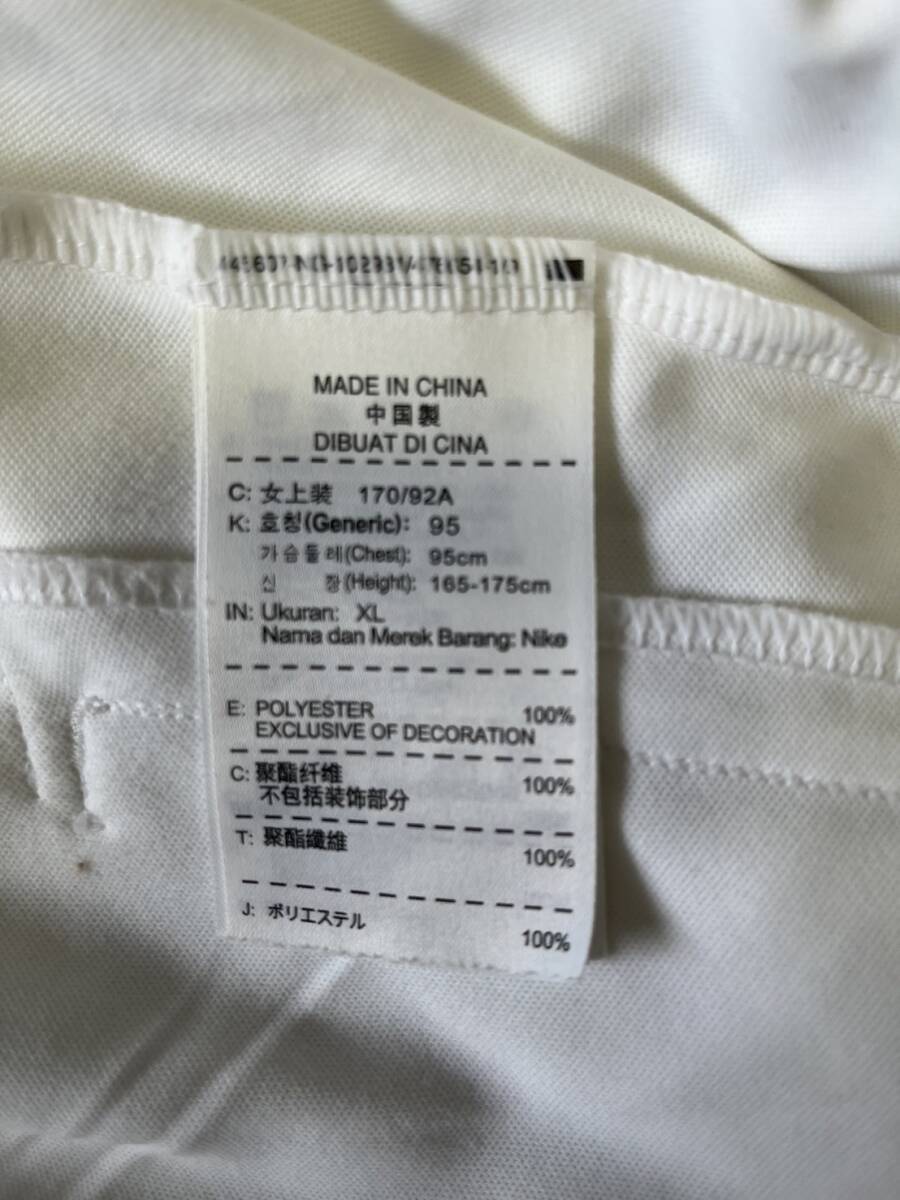 MADE IN CHINA
中国製
DIBUAT DI CINA
C: 女上装 170/92A
K: 호칭(Generic): 95
가슴둘레(Chest): 95cm
신 장(Height): 165-175cm
IN: Ukuran: XL
Nama dan Merek Barang: Nike
E: POLYESTER 100%
EXCLUSIVE OF DECORATION
C: 聚酯纤维 100%
不包括装饰部分
T: 聚酯纖維 100%
J: ポリエステル 100%